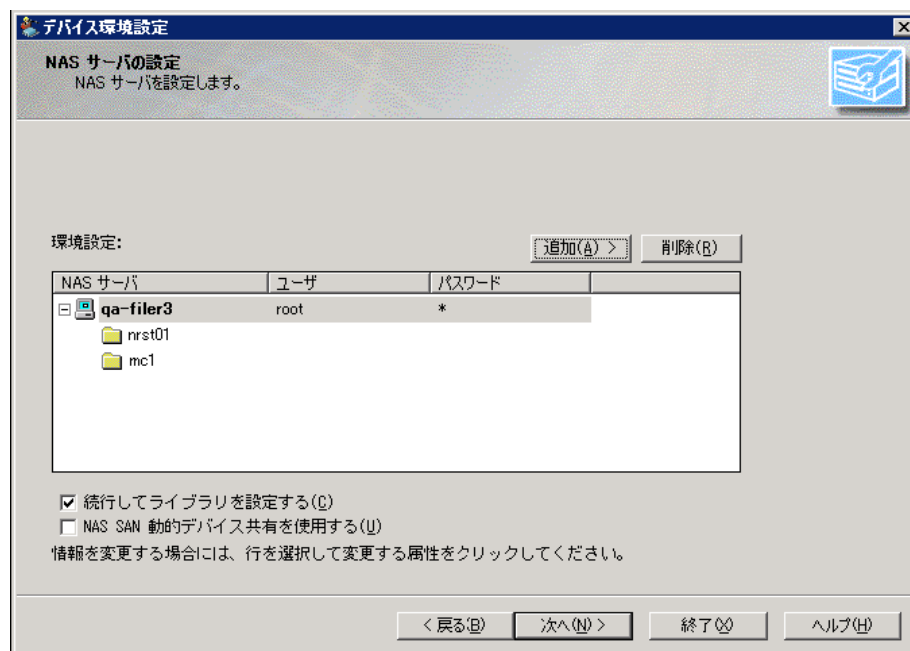 デバイス環境設定
NAS サーバの設定
NAS サーバを設定します。
環境設定:
追加(A) > 削除(R)
NAS サーバ ユーザ パスワード
qa-filer3 root *
nrst01
mc1
続行してライブラリを設定する(C)
NAS SAN 動的デバイス共有を使用する(U)
情報を変更する場合には、行を選択して変更する属性をクリックしてください。
< 戻る(B) 次へ(N) > 終了(X) ヘルプ(H)